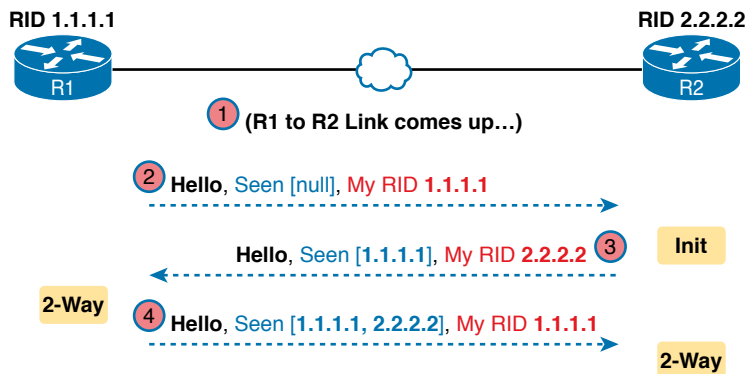 RID 1.1.1.1
RID 2.2.2.2
R1
R2
1 (R1 to R2 Link comes up...)
2 Hello, Seen [null], My RID 1.1.1.1
Hello, Seen [1.1.1.1], My RID 2.2.2.2 3
Init
2-Way
4 Hello, Seen [1.1.1.1, 2.2.2.2], My RID 1.1.1.1
2-Way